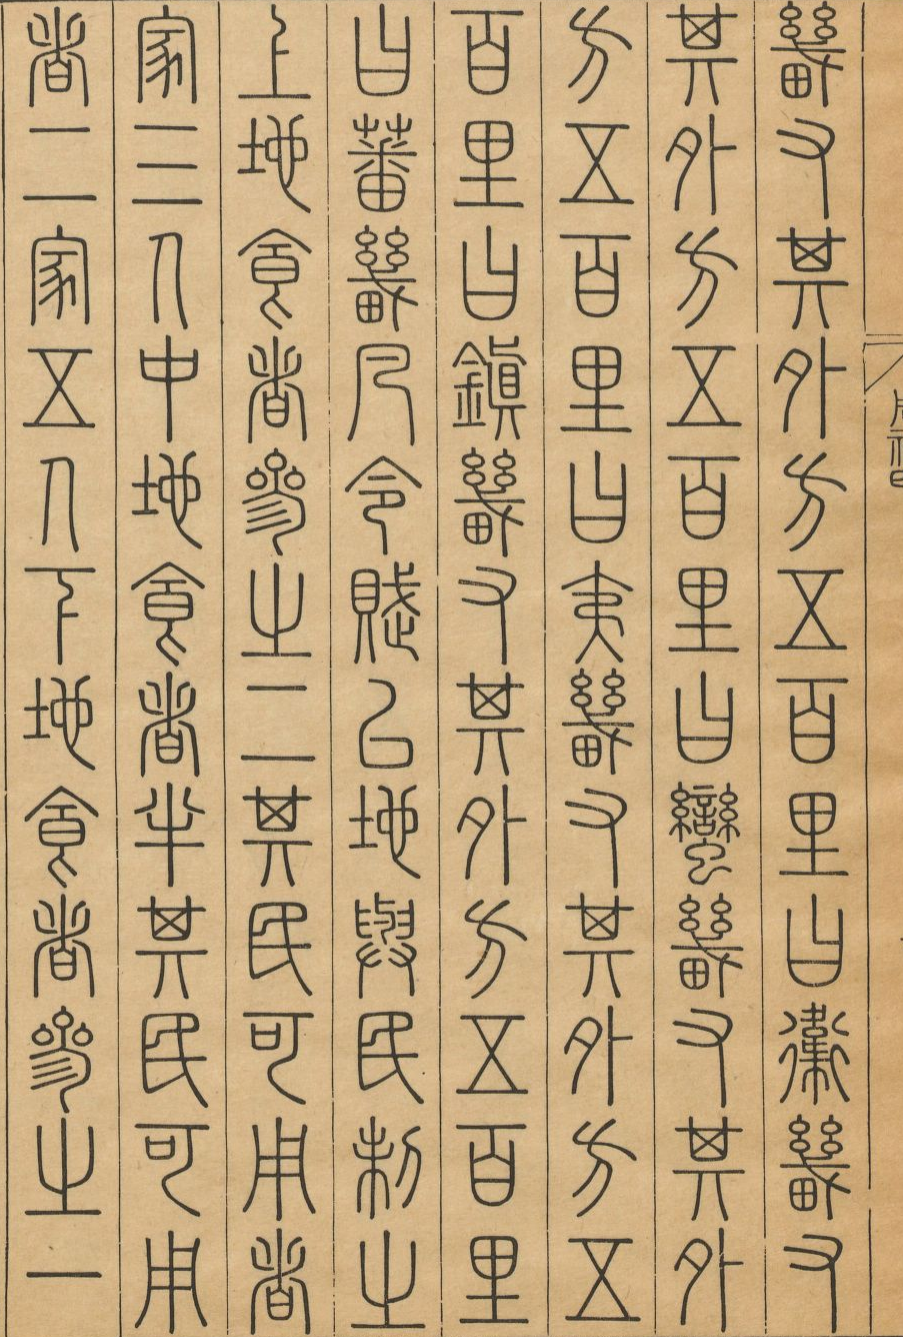 畿又其外方五百里曰衛畿又
其外方五百里曰蠻畿又其外
方五百里曰夷畿又其外方五
百里曰鎮畿又其外方五百里
曰蕃畿凡令賦以地與民制之
上地食者參之二其民可用者
家三人中地食者半其民可用
者二家五人下地食者參之一